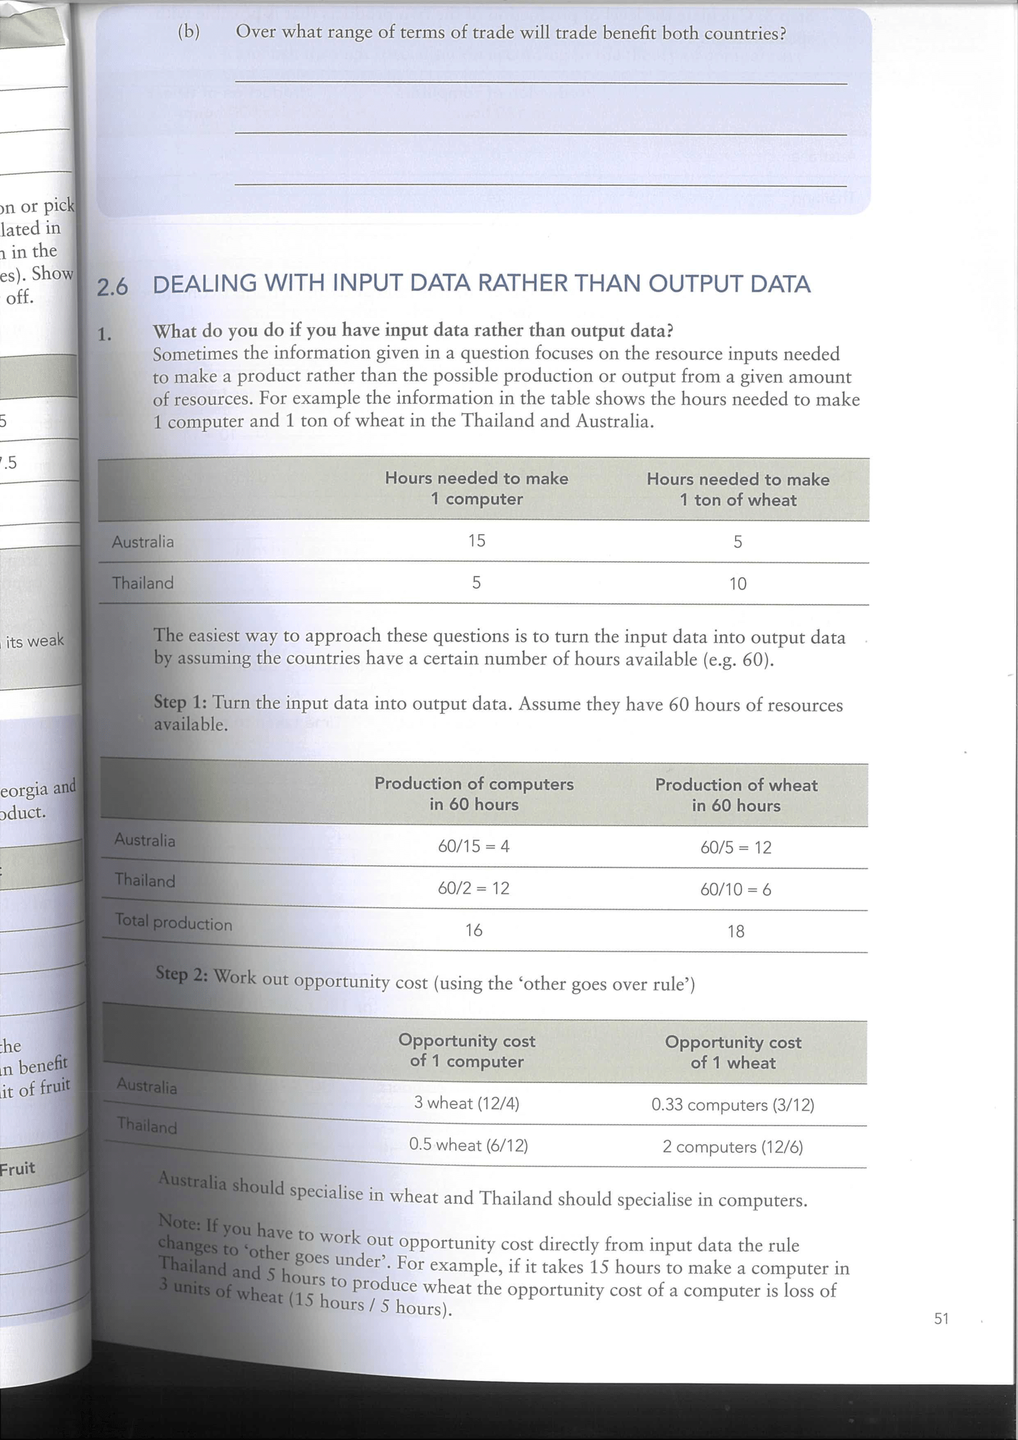 (b) Over what range of terms of trade will trade benefit both countries?
on or pick
lated in
n in the
es). Show
off.
5
.5
its weak
eorgia and
oduct.
:
the
n benefit
it of fruit
Fruit
2.6 DEALING WITH INPUT DATA RATHER THAN OUTPUT DATA
1. What do you do if you have input data rather than output data?
Sometimes the information given in a question focuses on the resource inputs needed
to make a product rather than the possible production or output from a given amount
of resources. For example the information in the table shows the hours needed to make
1 computer and 1 ton of wheat in the Thailand and Australia.
Hours needed to make Hours needed to make
1 computer 1 ton of wheat
Australia 15 5
Thailand 5 10
The easiest way to approach these questions is to turn the input data into output data
by assuming the countries have a certain number of hours available (e.g. 60).
Step 1: Turn the input data into output data. Assume they have 60 hours of resources
available.
Production of computers Production of wheat
in 60 hours in 60 hours
Australia 60/15 = 4 60/5 = 12
Thailand 60/2 = 12 60/10 = 6
Total production 16 18
Step 2: Work out opportunity cost (using the ‘other goes over rule’)
Opportunity cost Opportunity cost
of 1 computer of 1 wheat
Australia 3 wheat (12/4) 0.33 computers (3/12)
Thailand 0.5 wheat (6/12) 2 computers (12/6)
Australia should specialise in wheat and Thailand should specialise in computers.
Note: If you have to work out opportunity cost directly from input data the rule
changes to ‘other goes under’. For example, if it takes 15 hours to make a computer in
Thailand and 5 hours to produce wheat the opportunity cost of a computer is loss of
3 units of wheat (15 hours / 5 hours).
51